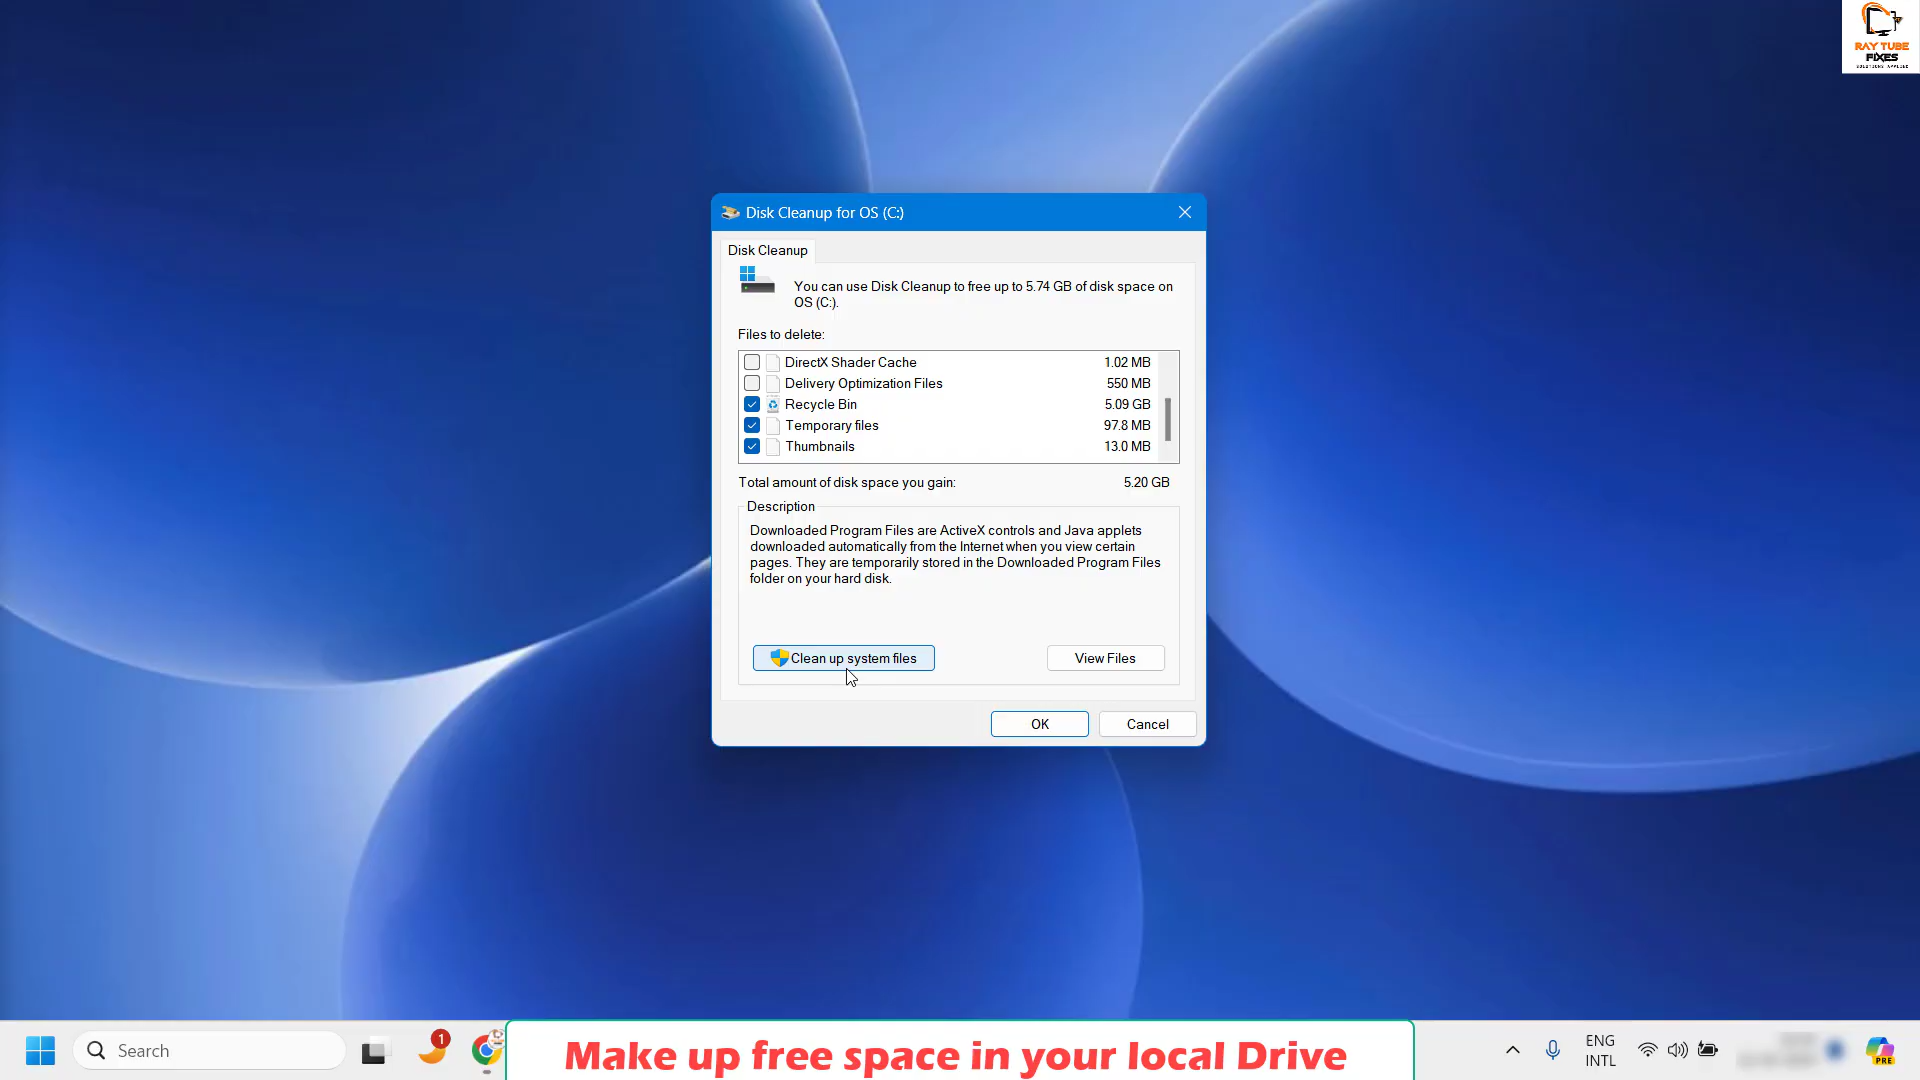 RAY TUBE
FIXES
SOLUTIONS APPLIED
Disk Cleanup for OS (C:)
Disk Cleanup
You can use Disk Cleanup to free up to 5.74 GB of disk space on
OS (C:).
Files to delete:
DirectX Shader Cache 1.02 MB
Delivery Optimization Files 550 MB
Recycle Bin 5.09 GB
Temporary files 97.8 MB
Thumbnails 13.0 MB
Total amount of disk space you gain: 5.20 GB
Description
Downloaded Program Files are ActiveX controls and Java applets
downloaded automatically from the Internet when you view certain
pages. They are temporarily stored in the Downloaded Program Files
folder on your hard disk.
Clean up system files View Files
OK Cancel
Search
1
Make up free space in your local Drive
ENG
INTL
PRE